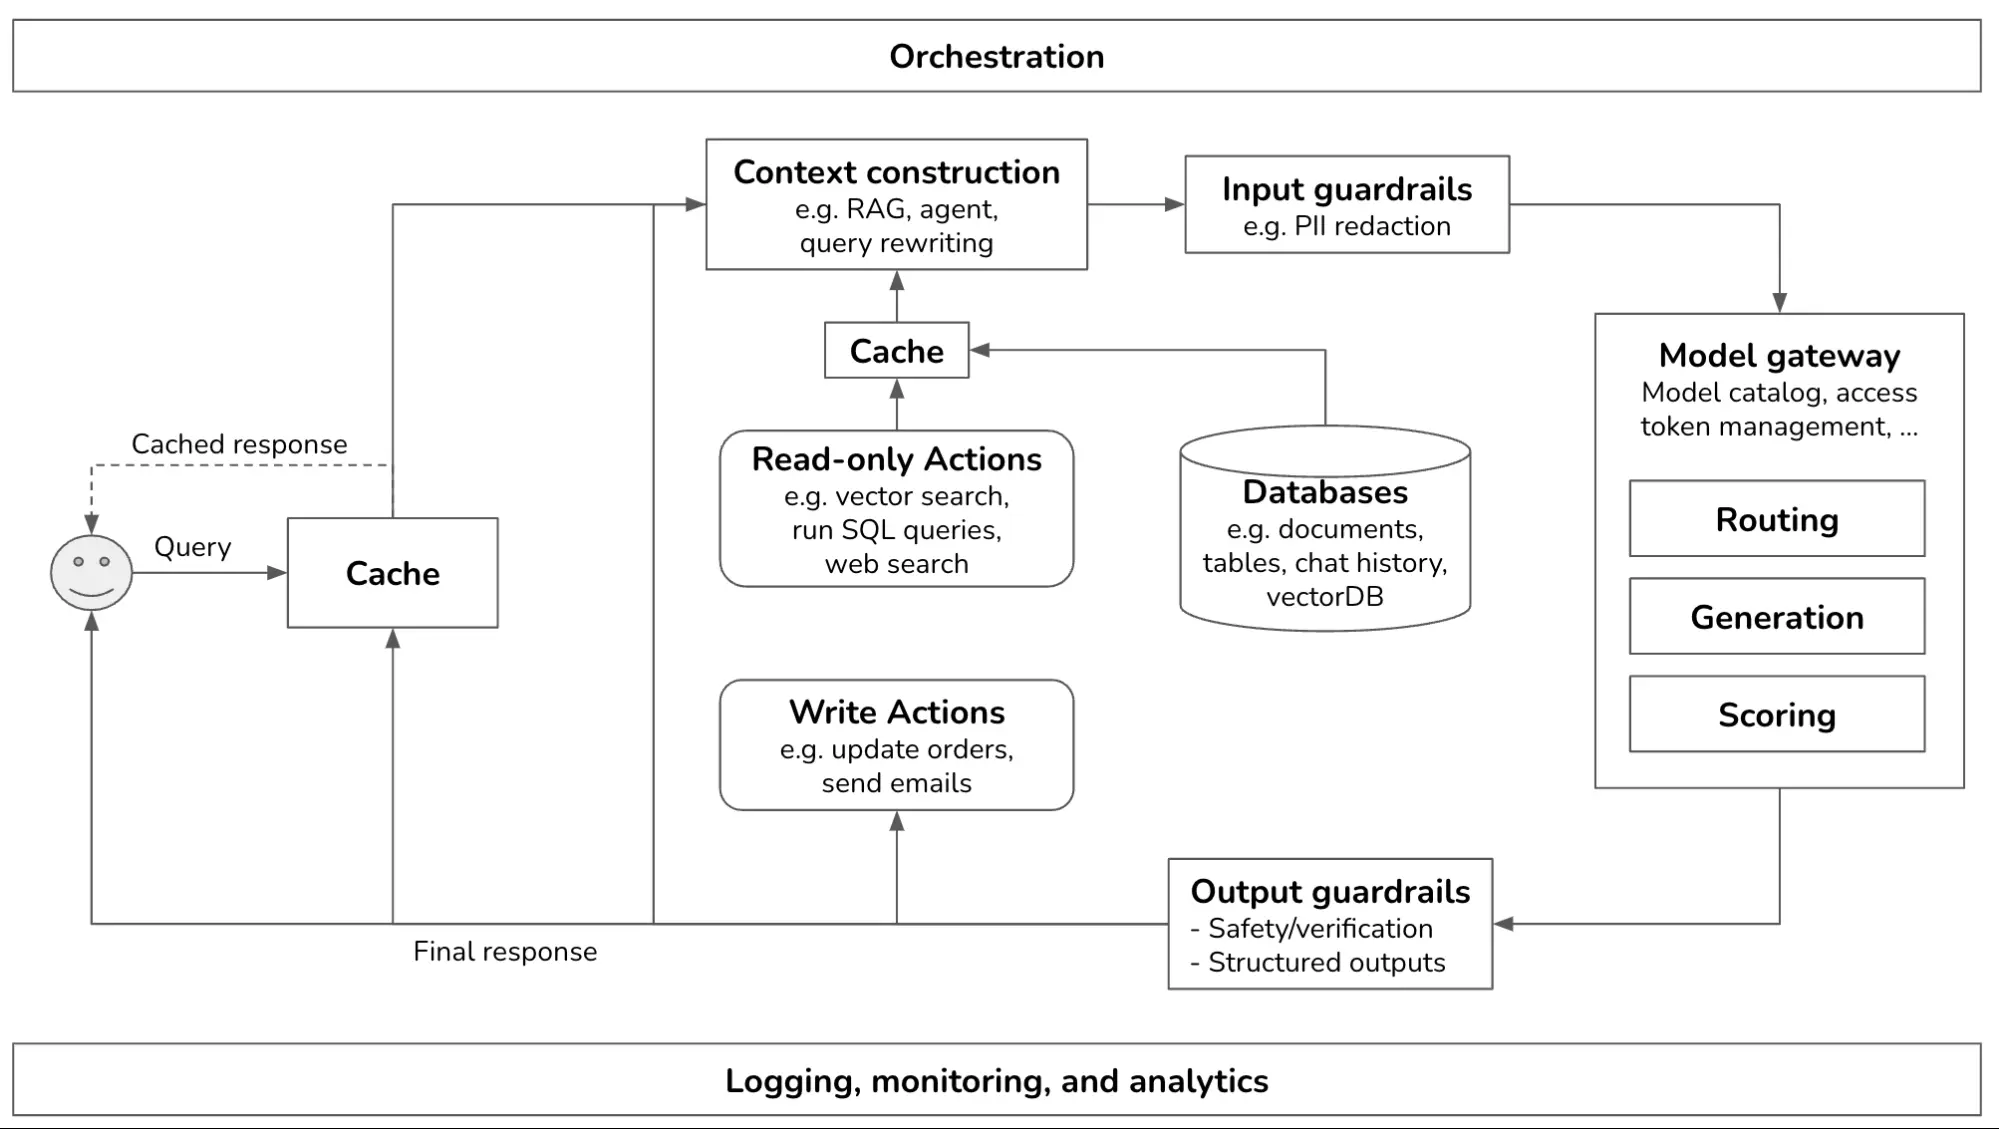 Orchestration
Context construction
e.g. RAG, agent,
query rewriting
Input guardrails
e.g. PII redaction
Cache
Model gateway
Model catalog, access
token management, ...
Cached response
Read-only Actions
e.g. vector search,
run SQL queries,
web search
Databases
e.g. documents,
tables, chat history,
vectorDB
Routing
Query
Cache
Generation
Write Actions
e.g. update orders,
send emails
Scoring
Output guardrails
- Safety/verification
- Structured outputs
Final response
Logging, monitoring, and analytics